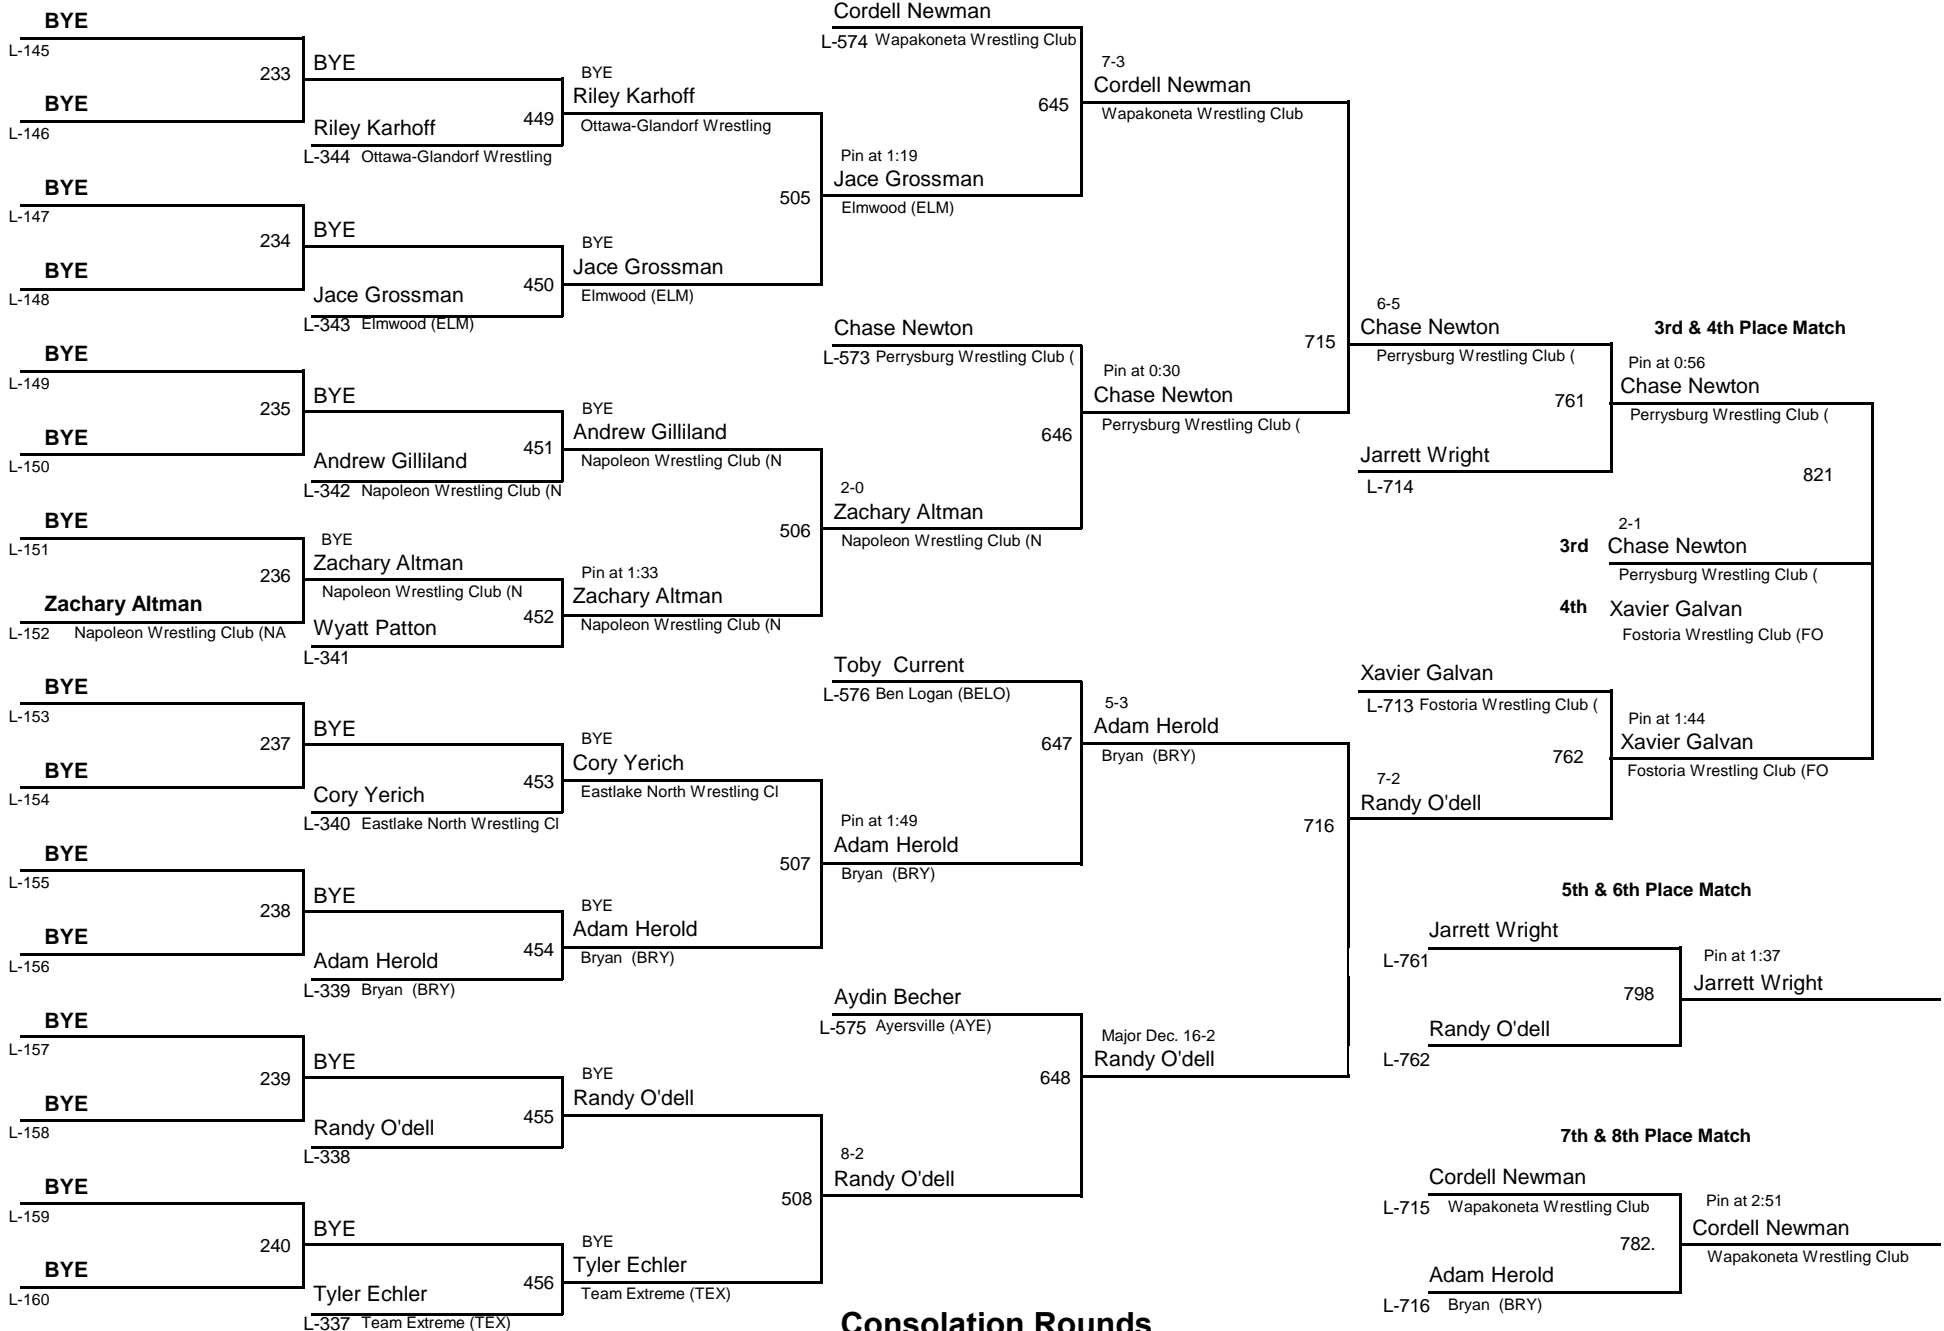 BYE
L-145
233
BYE
L-146
BYE
Riley Karhoff
L-344 Ottawa-Glandorf Wrestling
449
BYE
Riley Karhoff
Ottawa-Glandorf Wrestling
BYE
L-147
234
BYE
L-148
BYE
Jace Grossman
L-343 Elmwood (ELM)
450
BYE
Jace Grossman
Elmwood (ELM)
505
BYE
L-149
235
BYE
L-150
BYE
Andrew Gilliland
L-342 Napoleon Wrestling Club (N
451
BYE
Andrew Gilliland
Napoleon Wrestling Club (N
BYE
L-151
236
Zachary Altman
L-152 Napoleon Wrestling Club (NA
BYE
Zachary Altman
Napoleon Wrestling Club (N
Wyatt Patton
L-341
452
Pin at 1:33
Zachary Altman
Napoleon Wrestling Club (N
506
BYE
L-153
237
BYE
L-154
BYE
Cory Yerich
L-340 Eastlake North Wrestling Cl
453
BYE
Cory Yerich
Eastlake North Wrestling Cl
BYE
L-155
238
BYE
L-156
BYE
Adam Herold
L-339 Bryan (BRY)
454
BYE
Adam Herold
Bryan (BRY)
507
BYE
L-157
239
BYE
L-158
BYE
Randy O'dell
L-338
455
BYE
Randy O'dell
BYE
L-159
240
BYE
L-160
BYE
Tyler Echler
L-337 Team Extreme (TEX)
456
BYE
Tyler Echler
Team Extreme (TEX)
508
Cordell Newman
L-574 Wapakoneta Wrestling Club
645
Pin at 1:19
Jace Grossman
Elmwood (ELM)
7-3
Cordell Newman
Wapakoneta Wrestling Club
Chase Newton
L-573 Perrysburg Wrestling Club (
646
2-0
Zachary Altman
Napoleon Wrestling Club (N
Pin at 0:30
Chase Newton
Perrysburg Wrestling Club (
715
Toby Current
L-576 Ben Logan (BELO)
647
Pin at 1:49
Adam Herold
Bryan (BRY)
5-3
Adam Herold
Bryan (BRY)
Aydin Becher
L-575 Ayersville (AYE)
648
8-2
Randy O'dell
Major Dec. 16-2
Randy O'dell
716
6-5
Chase Newton
Perrysburg Wrestling Club (
761
Jarrett Wright
L-714
3rd & 4th Place Match
Pin at 0:56
Chase Newton
Perrysburg Wrestling Club (
821
2-1
3rd Chase Newton
Perrysburg Wrestling Club (
4th Xavier Galvan
Fostoria Wrestling Club (FO
Xavier Galvan
L-713 Fostoria Wrestling Club (
762
7-2
Randy O'dell
Pin at 1:44
Xavier Galvan
Fostoria Wrestling Club (FO
5th & 6th Place Match
Jarrett Wright
L-761
798
Randy O'dell
L-762
Pin at 1:37
Jarrett Wright
7th & 8th Place Match
Cordell Newman
L-715 Wapakoneta Wrestling Club
782.
Adam Herold
L-716 Bryan (BRY)
Pin at 2:51
Cordell Newman
Wapakoneta Wrestling Club
Consolation Rounds